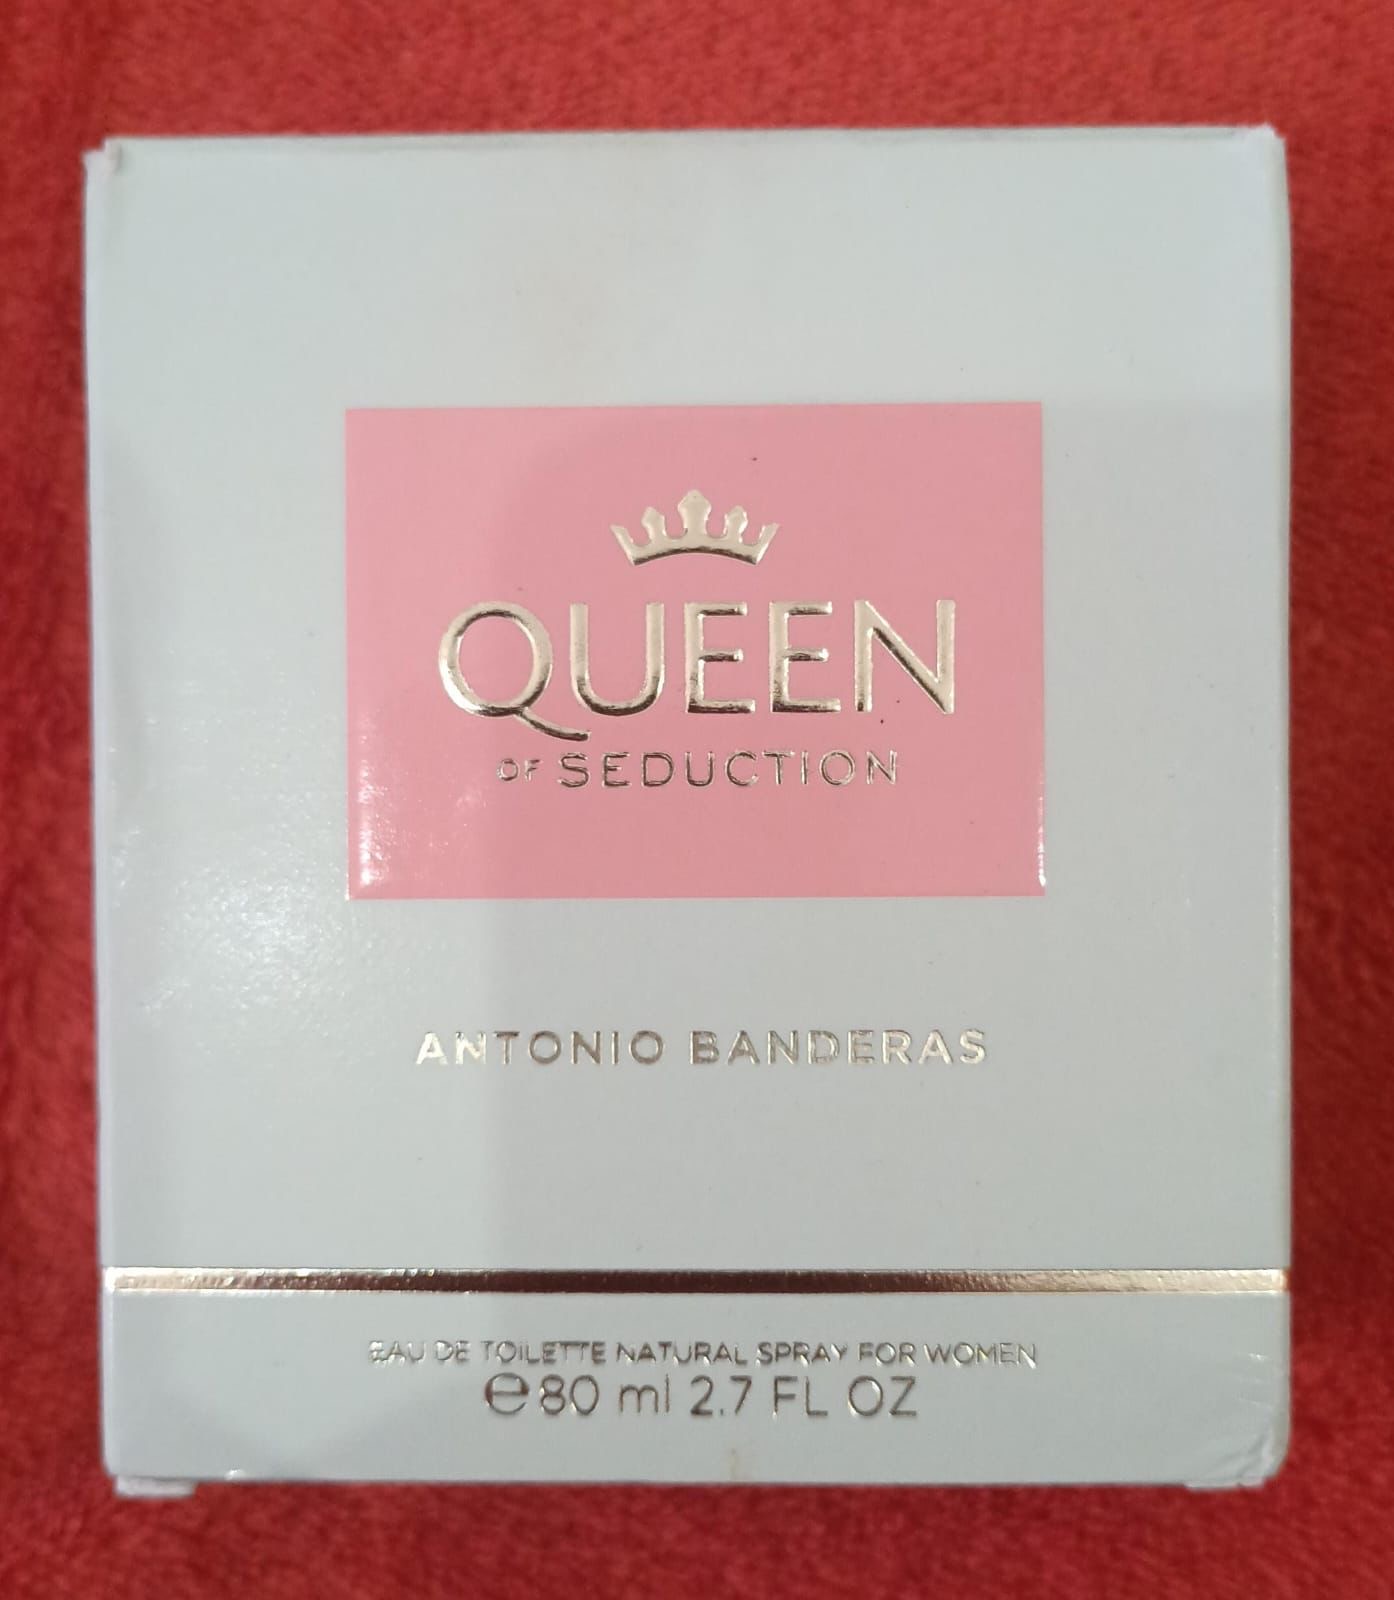 QUEEN
OF SEDUCTION
ANTONIO BANDERAS
EAU DE TOILETTE NATURAL SPRAY FOR WOMEN
℮80 ml 2.7 FL OZ